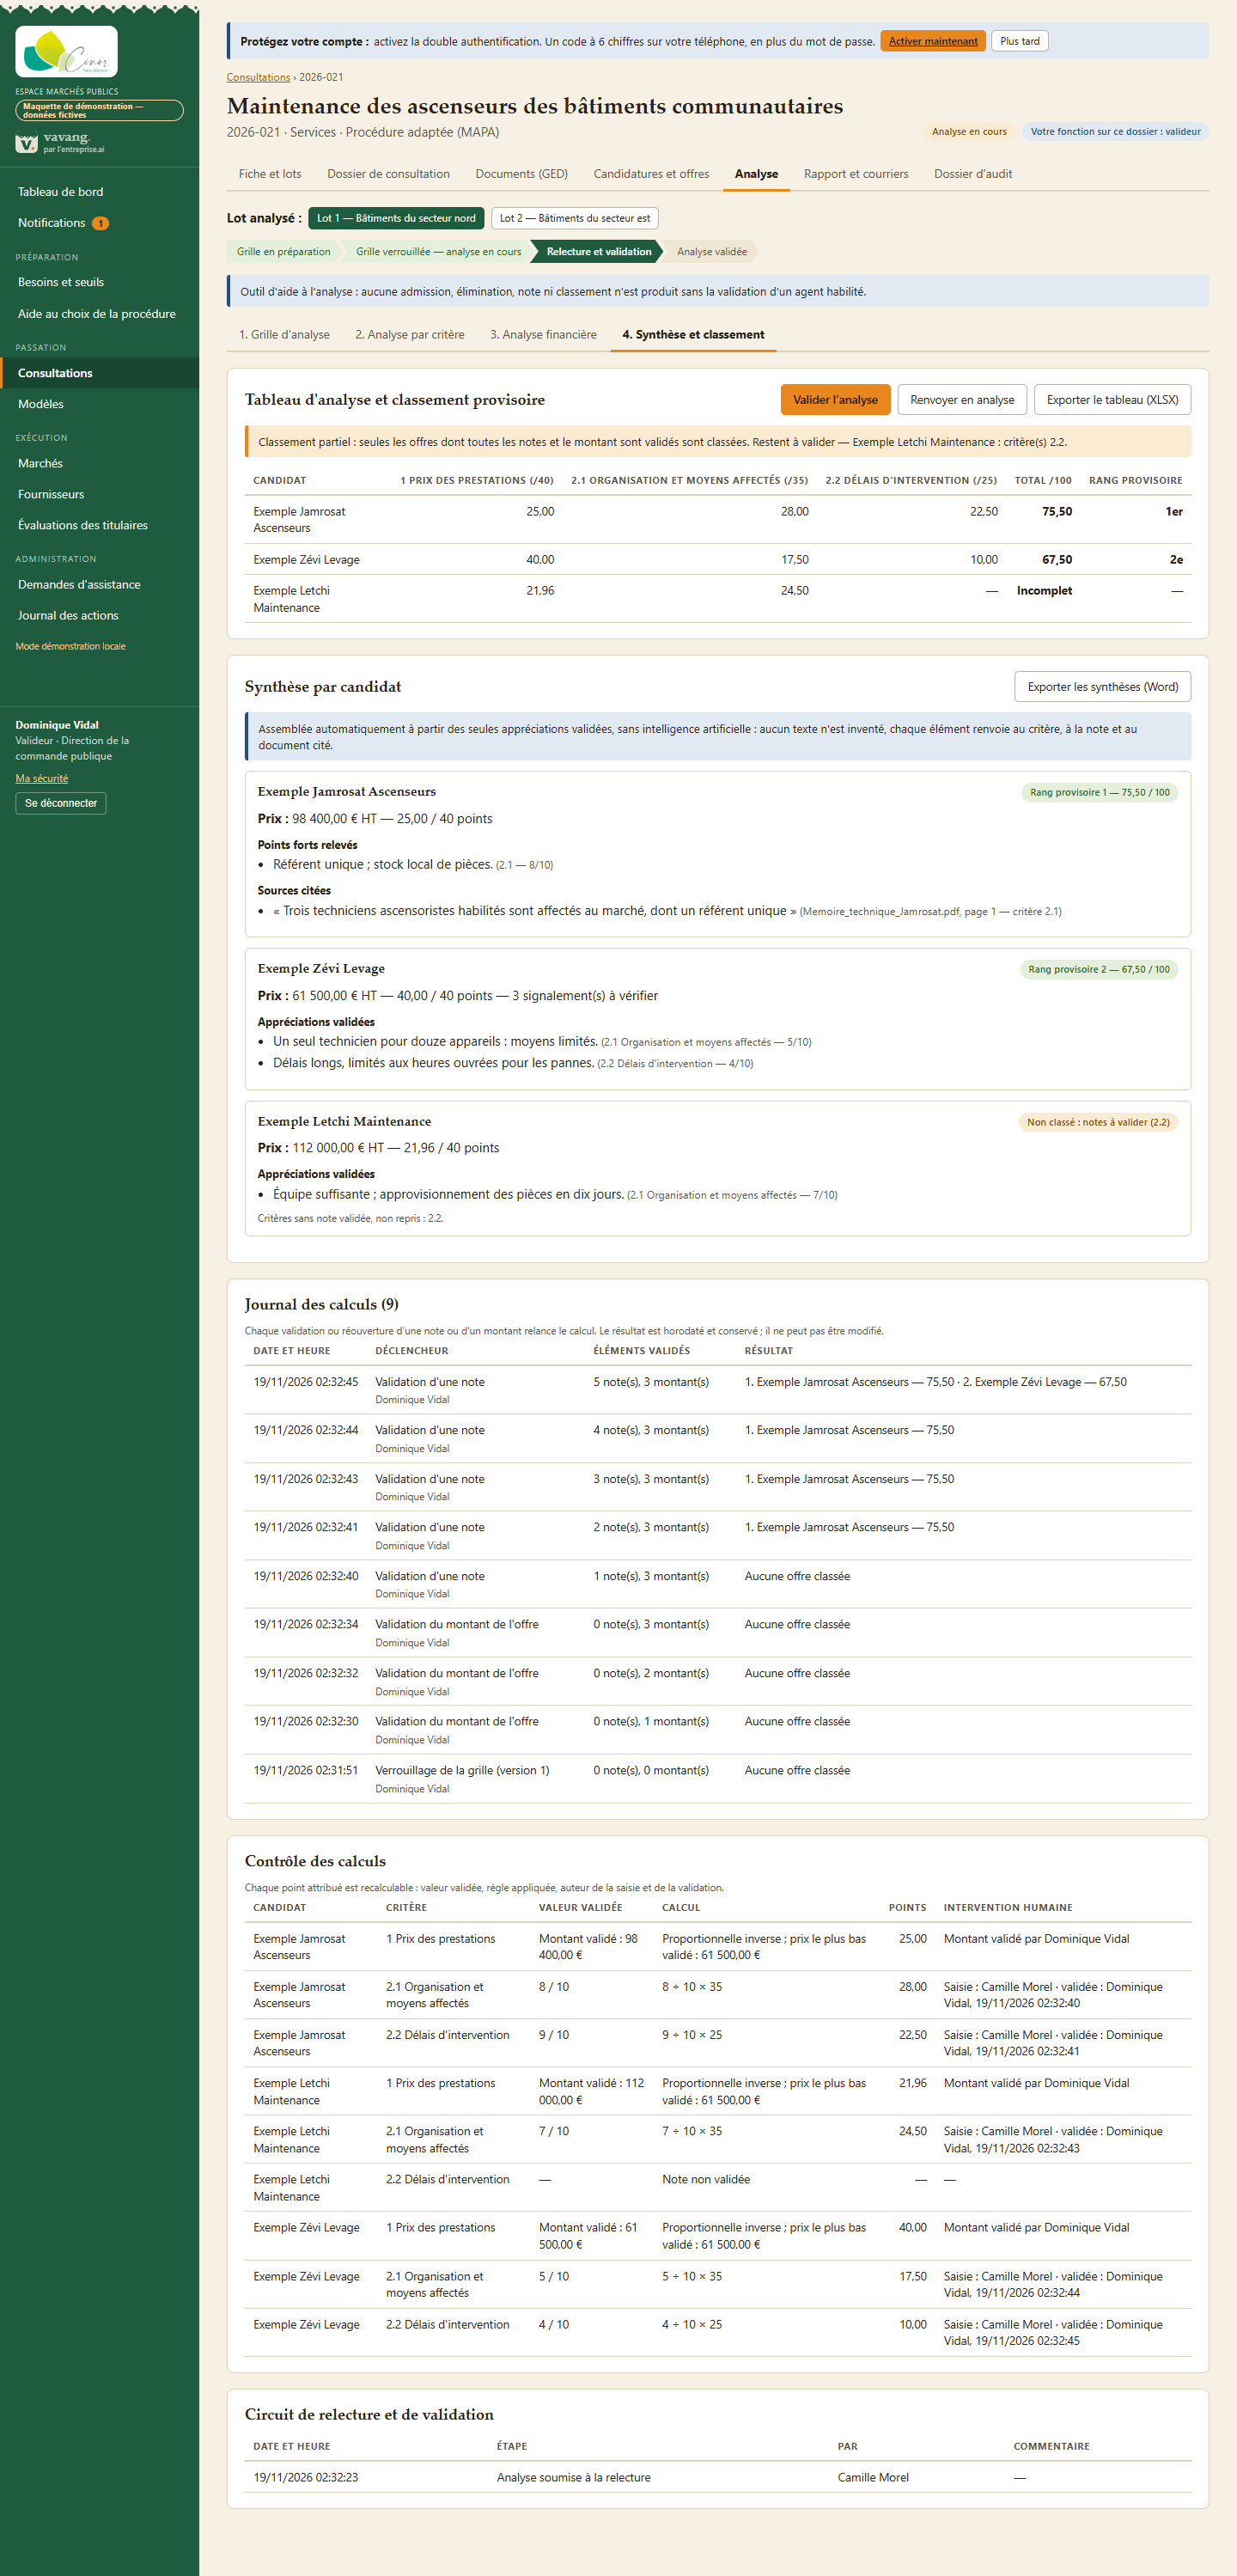 Cinor
ESPACE MARCHÉS PUBLICS
Maquette de démonstration —
données fictives
vavang.
par l'entreprise.ai
Tableau de bord
Notifications 1
PRÉPARATION
Besoins et seuils
Aide au choix de la procédure
PASSATION
Consultations
Modèles
EXÉCUTION
Marchés
Fournisseurs
Évaluations des titulaires
ADMINISTRATION
Demandes d'assistance
Journal des actions
Mode démonstration locale
Dominique Vidal
Valideur · Direction de la
commande publique
Ma sécurité
Se déconnecter
Protégez votre compte : activez la double authentification. Un code à 6 chiffres sur votre téléphone, en plus du mot de passe. Activer maintenant Plus tard
Consultations › 2026-021
Maintenance des ascenseurs des bâtiments communautaires
2026-021 · Services · Procédure adaptée (MAPA) Analyse en cours Votre fonction sur ce dossier : valideur
Fiche et lots Dossier de consultation Documents (GED) Candidatures et offres Analyse Rapport et courriers Dossier d'audit
Lot analysé : Lot 1 — Bâtiments du secteur nord Lot 2 — Bâtiments du secteur est
Grille en préparation Grille verrouillée — analyse en cours Relecture et validation Analyse validée
Outil d'aide à l'analyse : aucune admission, élimination, note ni classement n'est produit sans la validation d'un agent habilité.
1. Grille d'analyse 2. Analyse par critère 3. Analyse financière 4. Synthèse et classement
Tableau d'analyse et classement provisoire Valider l'analyse Renvoyer en analyse Exporter le tableau (XLSX)
Classement partiel : seules les offres dont toutes les notes et le montant sont validés sont classées. Restent à valider — Exemple Letchi Maintenance : critère(s) 2.2.
CANDIDAT 1 PRIX DES PRESTATIONS (/40) 2.1 ORGANISATION ET MOYENS AFFECTÉS (/35) 2.2 DÉLAIS D'INTERVENTION (/25) TOTAL /100 RANG PROVISOIRE
Exemple Jamrosat 25,00 28,00 22,50 75,50 1er
Ascenseurs
Exemple Zévi Levage 40,00 17,50 10,00 67,50 2e
Exemple Letchi 21,96 24,50 — Incomplet —
Maintenance
Synthèse par candidat Exporter les synthèses (Word)
Assemblée automatiquement à partir des seules appréciations validées, sans intelligence artificielle : aucun texte n'est inventé, chaque élément renvoie au critère, à la note et au
document cité.
Exemple Jamrosat Ascenseurs Rang provisoire 1 — 75,50 / 100
Prix : 98 400,00 € HT — 25,00 / 40 points
Points forts relevés
• Référent unique ; stock local de pièces. (2.1 — 8/10)
Sources citées
• « Trois techniciens ascensoristes habilités sont affectés au marché, dont un référent unique » (Memoire_technique_Jamrosat.pdf, page 1 — critère 2.1)
Exemple Zévi Levage Rang provisoire 2 — 67,50 / 100
Prix : 61 500,00 € HT — 40,00 / 40 points — 3 signalement(s) à vérifier
Appréciations validées
• Un seul technicien pour douze appareils : moyens limités. (2.1 Organisation et moyens affectés — 5/10)
• Délais longs, limités aux heures ouvrées pour les pannes. (2.2 Délais d'intervention — 4/10)
Exemple Letchi Maintenance Non classé : notes à valider (2.2)
Prix : 112 000,00 € HT — 21,96 / 40 points
Appréciations validées
• Équipe suffisante ; approvisionnement des pièces en dix jours. (2.1 Organisation et moyens affectés — 7/10)
Critères sans note validée, non repris : 2.2.
Journal des calculs (9)
Chaque validation ou réouverture d'une note ou d'un montant relance le calcul. Le résultat est horodaté et conservé ; il ne peut pas être modifié.
DATE ET HEURE DÉCLENCHEUR ÉLÉMENTS VALIDÉS RÉSULTAT
19/11/2026 02:32:45 Validation d'une note 5 note(s), 3 montant(s) 1. Exemple Jamrosat Ascenseurs — 75,50 · 2. Exemple Zévi Levage — 67,50
Dominique Vidal
19/11/2026 02:32:44 Validation d'une note 4 note(s), 3 montant(s) 1. Exemple Jamrosat Ascenseurs — 75,50
Dominique Vidal
19/11/2026 02:32:43 Validation d'une note 3 note(s), 3 montant(s) 1. Exemple Jamrosat Ascenseurs — 75,50
Dominique Vidal
19/11/2026 02:32:41 Validation d'une note 2 note(s), 3 montant(s) 1. Exemple Jamrosat Ascenseurs — 75,50
Dominique Vidal
19/11/2026 02:32:40 Validation d'une note 1 note(s), 3 montant(s) Aucune offre classée
Dominique Vidal
19/11/2026 02:32:34 Validation du montant de l'offre 0 note(s), 3 montant(s) Aucune offre classée
Dominique Vidal
19/11/2026 02:32:32 Validation du montant de l'offre 0 note(s), 2 montant(s) Aucune offre classée
Dominique Vidal
19/11/2026 02:32:30 Validation du montant de l'offre 0 note(s), 1 montant(s) Aucune offre classée
Dominique Vidal
19/11/2026 02:31:51 Verrouillage de la grille (version 1) 0 note(s), 0 montant(s) Aucune offre classée
Dominique Vidal
Contrôle des calculs
Chaque point attribué est recalculable : valeur validée, règle appliquée, auteur de la saisie et de la validation.
CANDIDAT CRITÈRE VALEUR VALIDÉE CALCUL POINTS INTERVENTION HUMAINE
Exemple Jamrosat 1 Prix des prestations Montant validé : 98 Proportionnelle inverse ; prix le plus bas 25,00 Montant validé par Dominique Vidal
Ascenseurs 400,00 € validé : 61 500,00 €
Exemple Jamrosat 2.1 Organisation et 8 / 10 8 ÷ 10 × 35 28,00 Saisie : Camille Morel · validée : Dominique
Ascenseurs moyens affectés Vidal, 19/11/2026 02:32:40
Exemple Jamrosat 2.2 Délais d'intervention 9 / 10 9 ÷ 10 × 25 22,50 Saisie : Camille Morel · validée : Dominique
Ascenseurs Vidal, 19/11/2026 02:32:41
Exemple Letchi 1 Prix des prestations Montant validé : 112 Proportionnelle inverse ; prix le plus bas 21,96 Montant validé par Dominique Vidal
Maintenance 000,00 € validé : 61 500,00 €
Exemple Letchi 2.1 Organisation et 7 / 10 7 ÷ 10 × 35 24,50 Saisie : Camille Morel · validée : Dominique
Maintenance moyens affectés Vidal, 19/11/2026 02:32:43
Exemple Letchi 2.2 Délais d'intervention — Note non validée — —
Maintenance
Exemple Zévi Levage 1 Prix des prestations Montant validé : 61 Proportionnelle inverse ; prix le plus bas 40,00 Montant validé par Dominique Vidal
500,00 € validé : 61 500,00 €
Exemple Zévi Levage 2.1 Organisation et 5 / 10 5 ÷ 10 × 35 17,50 Saisie : Camille Morel · validée : Dominique
moyens affectés Vidal, 19/11/2026 02:32:44
Exemple Zévi Levage 2.2 Délais d'intervention 4 / 10 4 ÷ 10 × 25 10,00 Saisie : Camille Morel · validée : Dominique
Vidal, 19/11/2026 02:32:45
Circuit de relecture et de validation
DATE ET HEURE ÉTAPE PAR COMMENTAIRE
19/11/2026 02:32:23 Analyse soumise à la relecture Camille Morel —